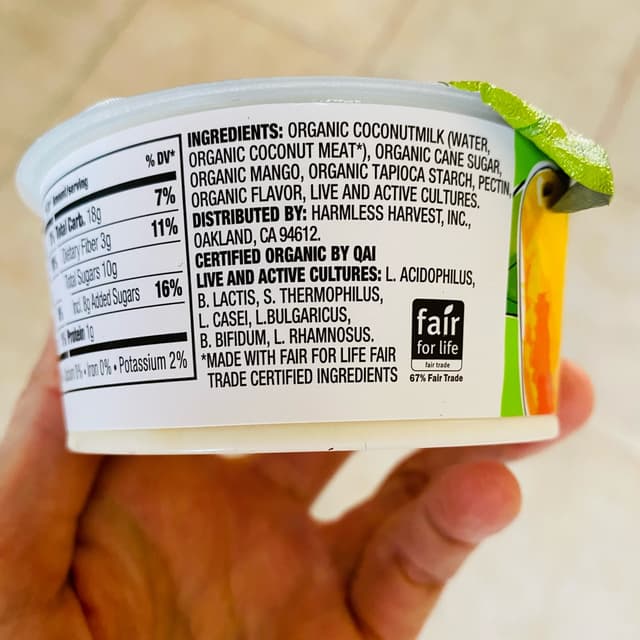 % DV*
Total Carb. 18g 7%
Dietary Fiber 3g 11%
Total Sugars 10g
Incl. 8g Added Sugars 16%
Protein 1g
• Iron 0% • Potassium 2%
INGREDIENTS: ORGANIC COCONUTMILK (WATER,
ORGANIC COCONUT MEAT*), ORGANIC CANE SUGAR,
ORGANIC MANGO, ORGANIC TAPIOCA STARCH, PECTIN,
ORGANIC FLAVOR, LIVE AND ACTIVE CULTURES.
DISTRIBUTED BY: HARMLESS HARVEST, INC.,
OAKLAND, CA 94612.
CERTIFIED ORGANIC BY QAI
LIVE AND ACTIVE CULTURES: L. ACIDOPHILUS,
B. LACTIS, S. THERMOPHILUS,
L. CASEI, L.BULGARICUS,
B. BIFIDUM, L. RHAMNOSUS.
*MADE WITH FAIR FOR LIFE FAIR
TRADE CERTIFIED INGREDIENTS
fair
for life
fair trade
67% Fair Trade